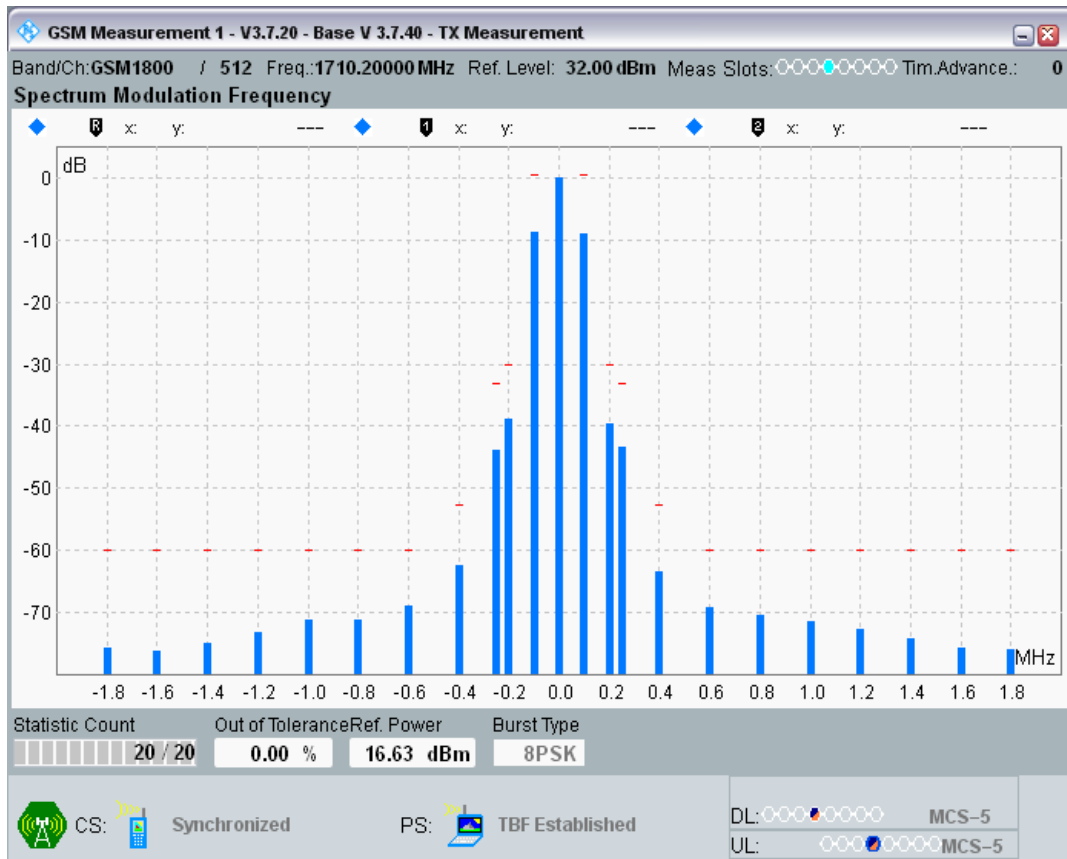 GSM Measurement 1 - V3.7.20 - Base V 3.7.40 - TX Measurement
Band/Ch:GSM1800 / 512 Freq.:1710.20000 MHz Ref. Level: 32.00 dBm Meas Slots: Tim.Advance.: 0
Spectrum Modulation Frequency
R x: y: --- 1 x: y: --- 2 x: y: ---
dB
0
-10
-20
-30
-40
-50
-60
-70
MHz
-1.8 -1.6 -1.4 -1.2 -1.0 -0.8 -0.6 -0.4 -0.2 0.0 0.2 0.4 0.6 0.8 1.0 1.2 1.4 1.6 1.8
Statistic Count Out of Tolerance Ref. Power Burst Type
20 / 20 0.00 % 16.63 dBm 8PSK
CS: Synchronized PS: TBF Established DL: MCS-5
UL: MCS-5